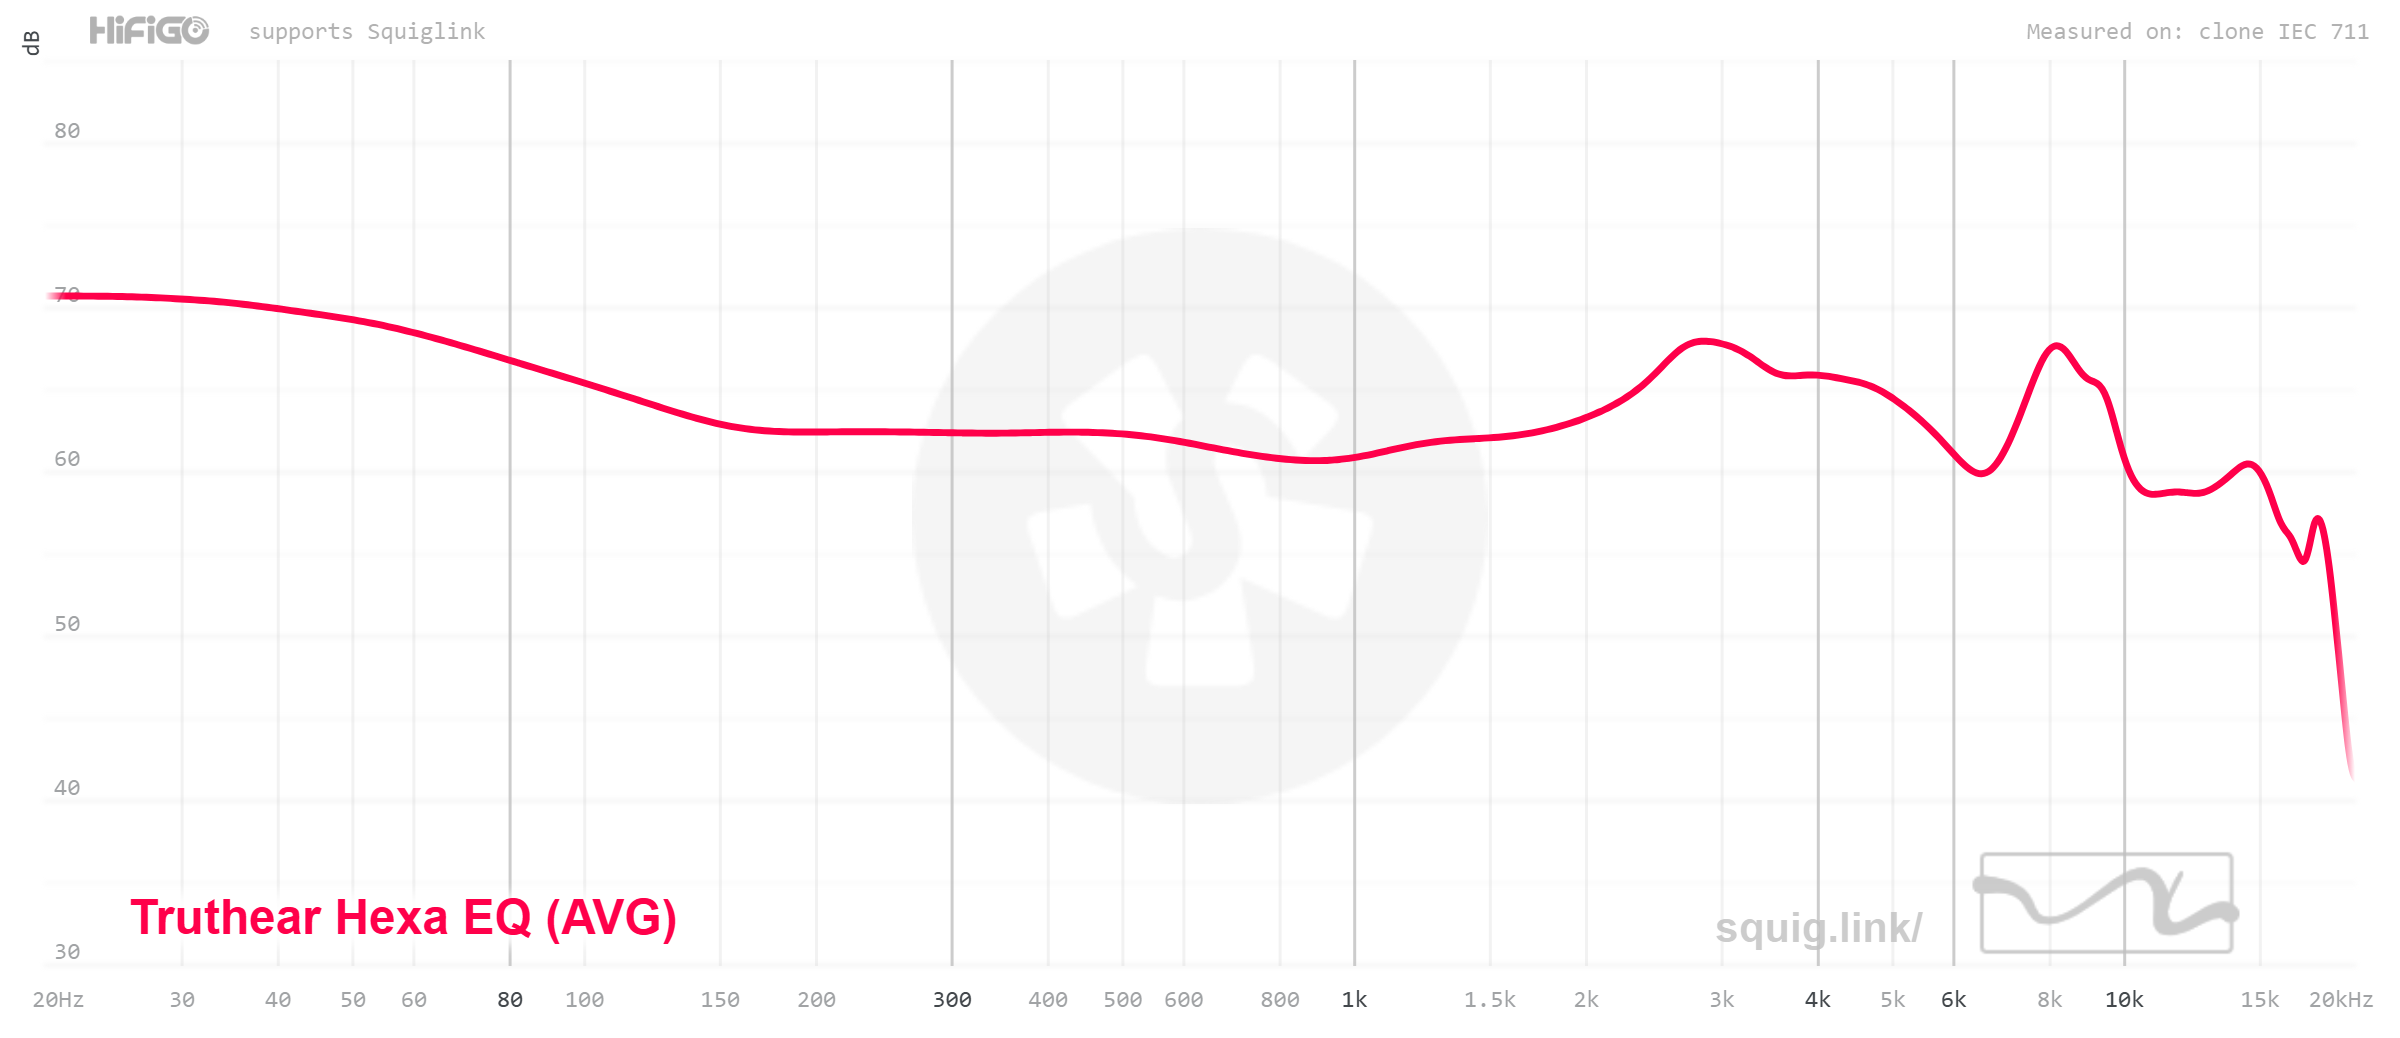 dB
HiFiGO supports Squiglink
Measured on: clone IEC 711
80
70
60
50
40
30
Truthear Hexa EQ (AVG)
squig.link/
20Hz 30 40 50 60 80 100 150 200 300 400 500 600 800 1k 1.5k 2k 3k 4k 5k 6k 8k 10k 15k 20kHz